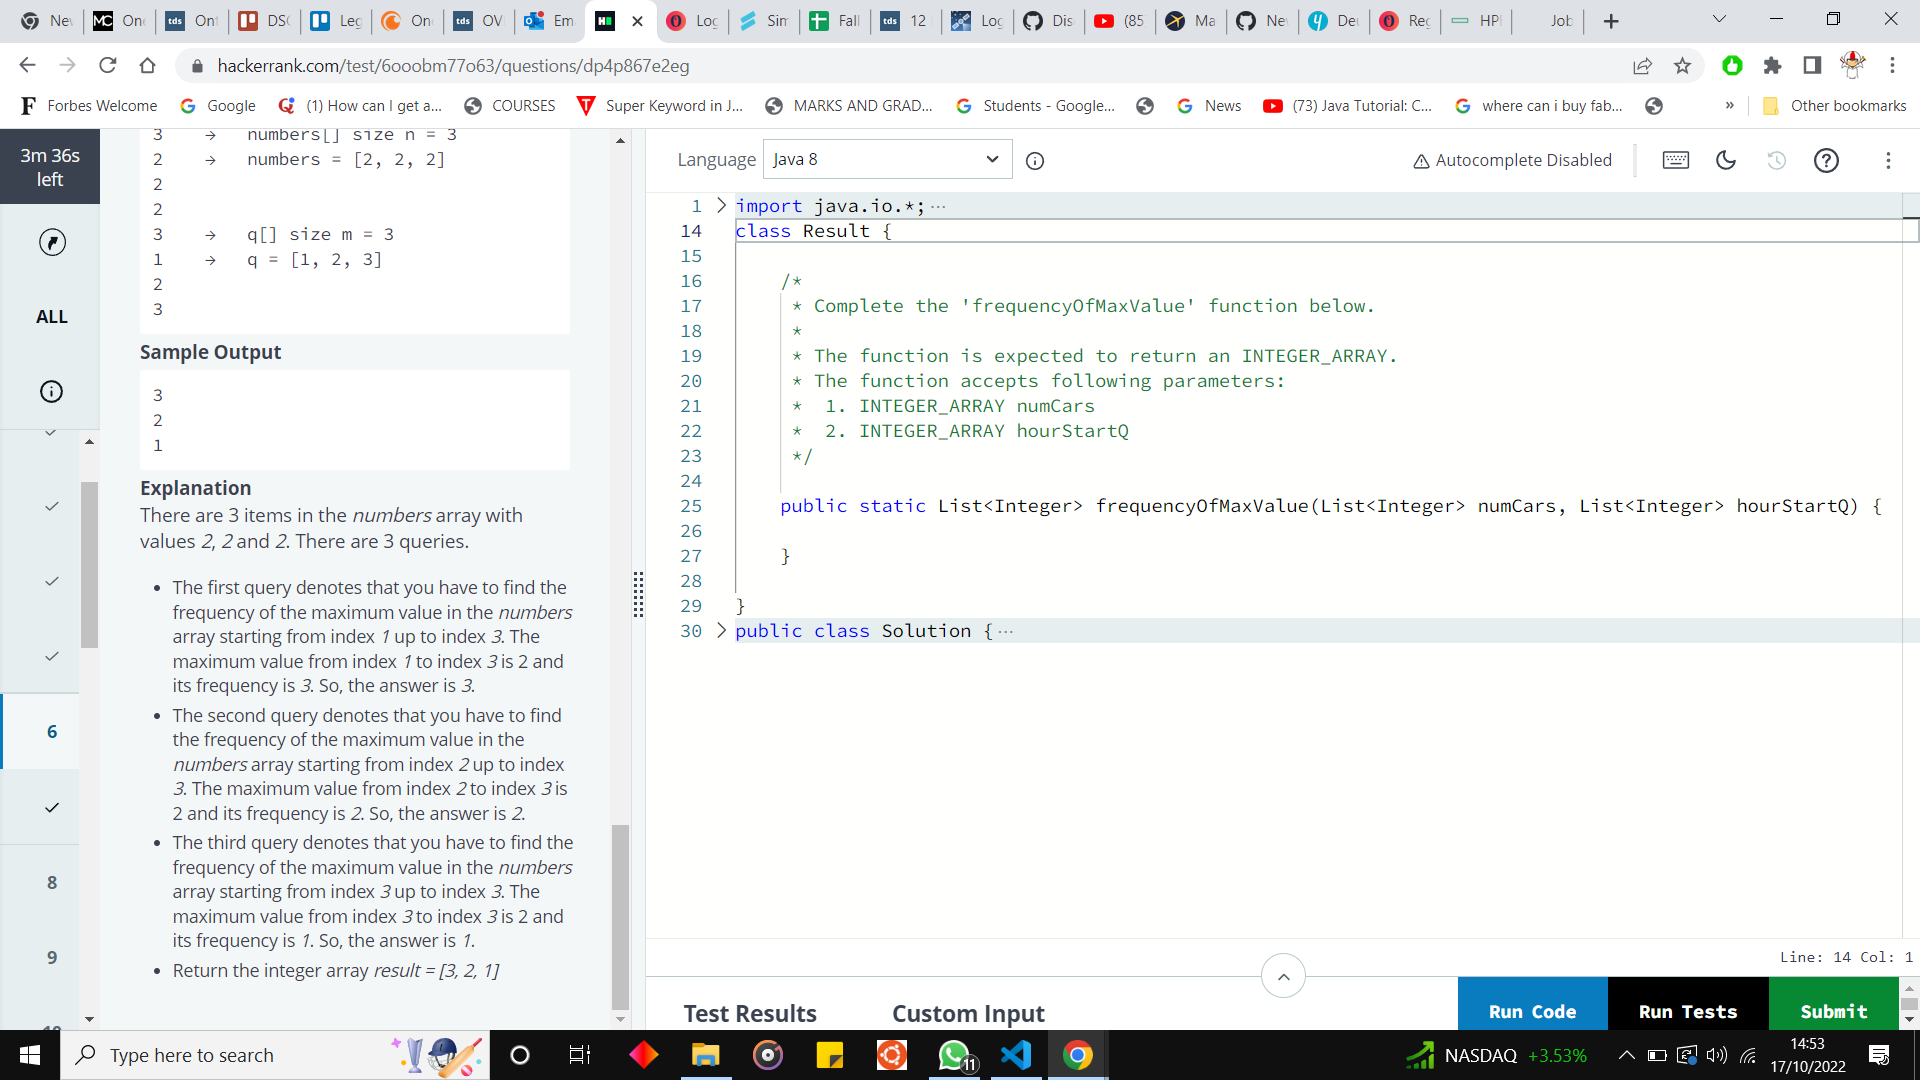 Nev
One
Ont
DSC
Leg
One
OVI
Em
Log
Sim
Fall
12
Log
Dis
(85
Ma
Nev
Det
Reg
HPI
Job
hackerrank.com/test/6ooobm77o63/questions/dp4p867e2eg
Forbes Welcome
Google
(1) How can I get a...
COURSES
Super Keyword in J...
MARKS AND GRAD...
Students - Google...
News
(73) Java Tutorial: C...
where can i buy fab...
»
Other bookmarks
3m 36s
left
ALL
6
8
9
3 → numbers[] size n = 3
2 → numbers = [2, 2, 2]
2
2
3 → q[] size m = 3
1 → q = [1, 2, 3]
2
3
Sample Output
3
2
1
Explanation
There are 3 items in the numbers array with
values 2, 2 and 2. There are 3 queries.
• The first query denotes that you have to find the
frequency of the maximum value in the numbers
array starting from index 1 up to index 3. The
maximum value from index 1 to index 3 is 2 and
its frequency is 3. So, the answer is 3.
• The second query denotes that you have to find
the frequency of the maximum value in the
numbers array starting from index 2 up to index
3. The maximum value from index 2 to index 3 is
2 and its frequency is 2. So, the answer is 2.
• The third query denotes that you have to find the
frequency of the maximum value in the numbers
array starting from index 3 up to index 3. The
maximum value from index 3 to index 3 is 2 and
its frequency is 1. So, the answer is 1.
• Return the integer array result = [3, 2, 1]
Language
Java 8
Autocomplete Disabled
1 import java.io.*;···
14 class Result {
15
16 /*
17 * Complete the 'frequencyOfMaxValue' function below.
18 *
19 * The function is expected to return an INTEGER_ARRAY.
20 * The function accepts following parameters:
21 * 1. INTEGER_ARRAY numCars
22 * 2. INTEGER_ARRAY hourStartQ
23 */
24
25 public static List<Integer> frequencyOfMaxValue(List<Integer> numCars, List<Integer> hourStartQ) {
26
27 }
28
29 }
30 public class Solution {···
Line: 14 Col: 1
Test Results
Custom Input
Run Code
Run Tests
Submit
Type here to search
11
NASDAQ +3.53%
14:53
17/10/2022